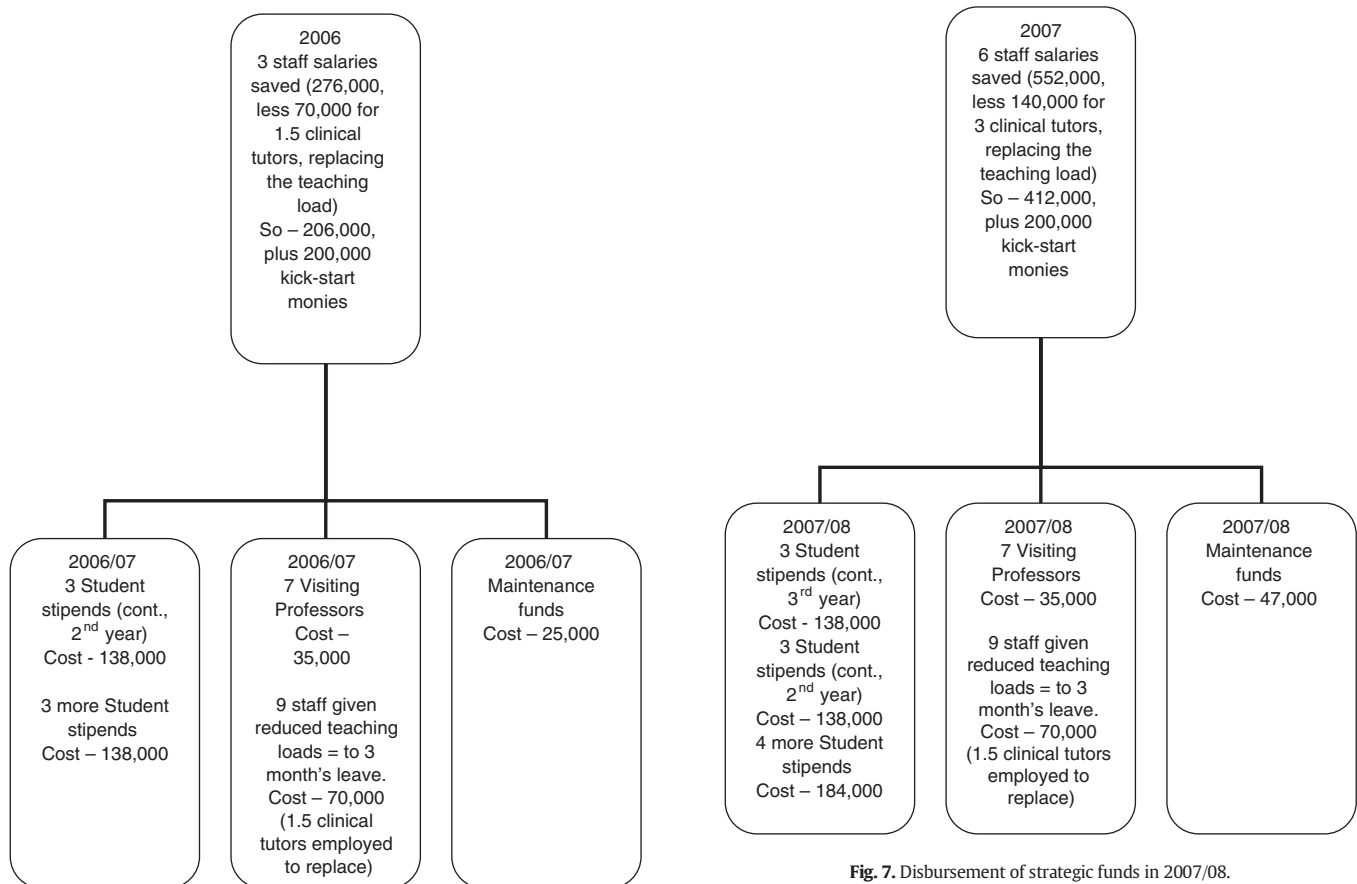 2006
3 staff salaries
saved (276,000,
less 70,000 for
1.5 clinical
tutors, replacing
the teaching
load)
So – 206,000,
plus 200,000
kick-start
monies
2006/07
3 Student
stipends (cont.,
2nd year)
Cost - 138,000
3 more Student
stipends
Cost – 138,000
2006/07
7 Visiting
Professors
Cost –
35,000
9 staff given
reduced teaching
loads = to 3
month's leave.
Cost – 70,000
(1.5 clinical
tutors employed
to replace)
2006/07
Maintenance
funds
Cost – 25,000
2007
6 staff salaries
saved (552,000,
less 140,000 for
3 clinical tutors,
replacing the
teaching load)
So – 412,000,
plus 200,000
kick-start
monies
2007/08
3 Student
stipends (cont.,
3rd year)
Cost - 138,000
3 Student
stipends (cont.,
2nd year)
Cost – 138,000
4 more Student
stipends
Cost – 184,000
2007/08
7 Visiting
Professors
Cost – 35,000
9 staff given
reduced teaching
loads = to 3
month's leave.
Cost – 70,000
(1.5 clinical tutors
employed to
replace)
2007/08
Maintenance
funds
Cost – 47,000
Fig. 7. Disbursement of strategic funds in 2007/08.